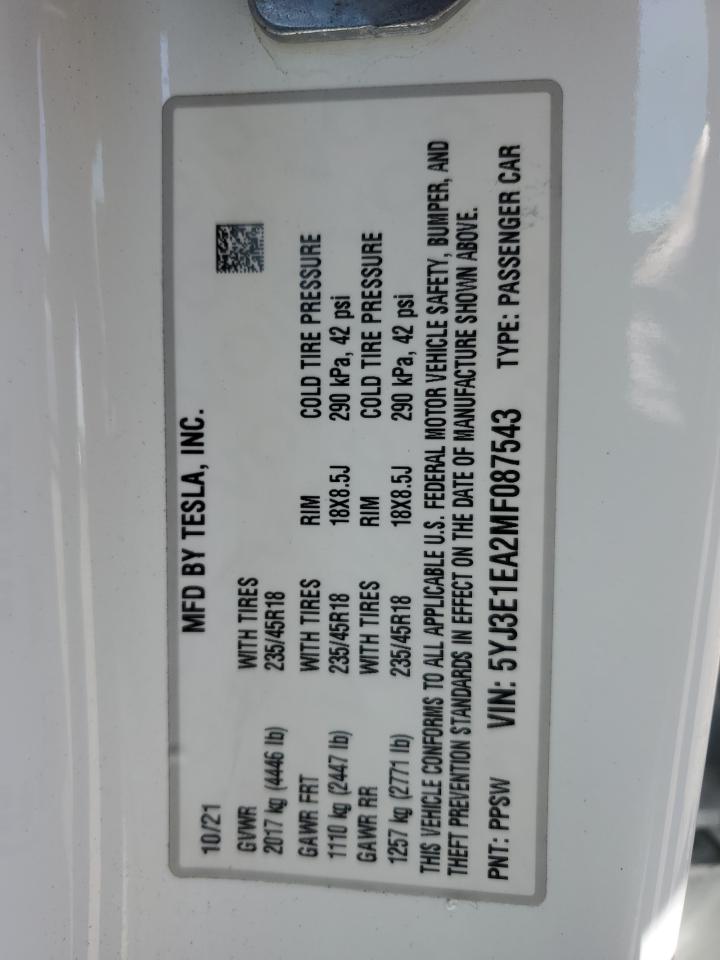 MFD BY TESLA, INC.
10/21
GVWR WITH TIRES
2017 kg (4446 lb) 235/45R18
GAWR FRT WITH TIRES RIM COLD TIRE PRESSURE
1110 kg (2447 lb) 235/45R18 18X8.5J 290 kPa, 42 psi
GAWR RR WITH TIRES RIM COLD TIRE PRESSURE
1257 kg (2771 lb) 235/45R18 18X8.5J 290 kPa, 42 psi
THIS VEHICLE CONFORMS TO ALL APPLICABLE U.S. FEDERAL MOTOR VEHICLE SAFETY, BUMPER, AND
THEFT PREVENTION STANDARDS IN EFFECT ON THE DATE OF MANUFACTURE SHOWN ABOVE.
PNT: PPSW VIN: 5YJ3E1EA2MF087543 TYPE: PASSENGER CAR